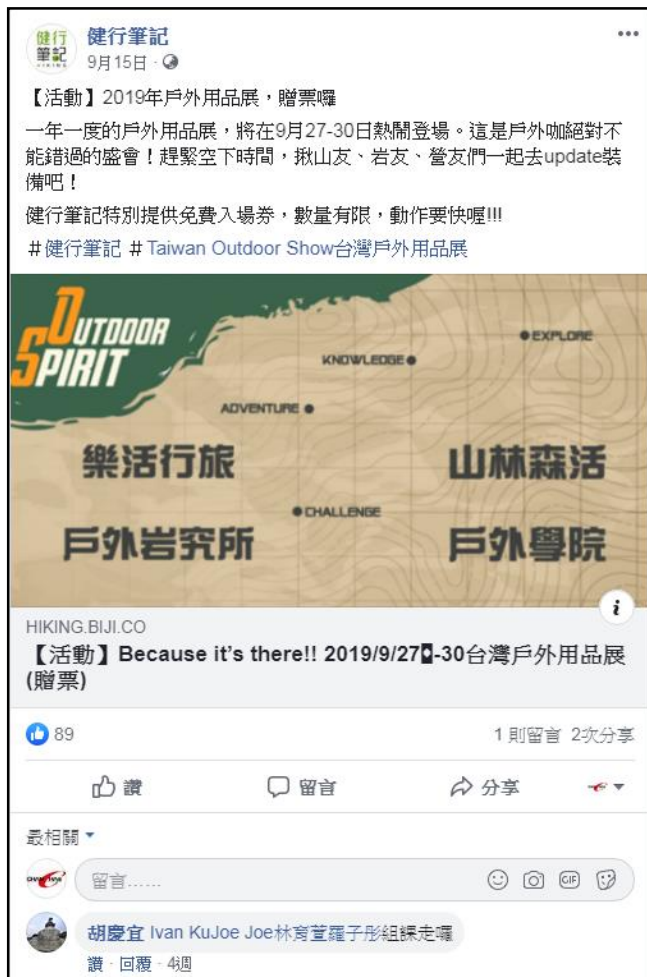 健行筆記
健行
筆記
HIKING
9月15日
【活動】2019年戶外用品展，贈票囉
一年一度的戶外用品展，將在9月27-30日熱鬧登場。這是戶外咖絕對不
能錯過的盛會！趕緊空下時間，揪山友、岩友、營友們一起去update裝
備吧！
健行筆記特別提供免費入場券，數量有限，動作要快喔!!!
#健行筆記 #Taiwan Outdoor Show台灣戶外用品展
OUTDOOR
SPIRIT
EXPLORE
KNOWLEDGE
ADVENTURE
樂活行旅
山林森活
CHALLENGE
戶外岩究所
戶外學院
i
HIKING.BIJI.CO
【活動】Because it's there!! 2019/9/27-30台灣戶外用品展
(贈票)
89
1 則留言 2次分享
讚 留言 分享
最相關
留言……
GIF
胡慶宜 Ivan KuJoe Joe林育萱羅子彤組課走囉
讚 · 回覆 · 4週